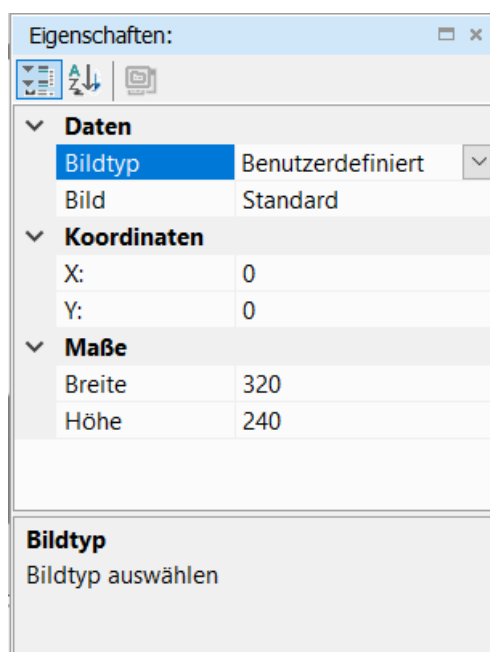 Eigenschaften:
Daten
Bildtyp Benutzerdefiniert
Bild Standard
Koordinaten
X: 0
Y: 0
Maße
Breite 320
Höhe 240
Bildtyp
Bildtyp auswählen